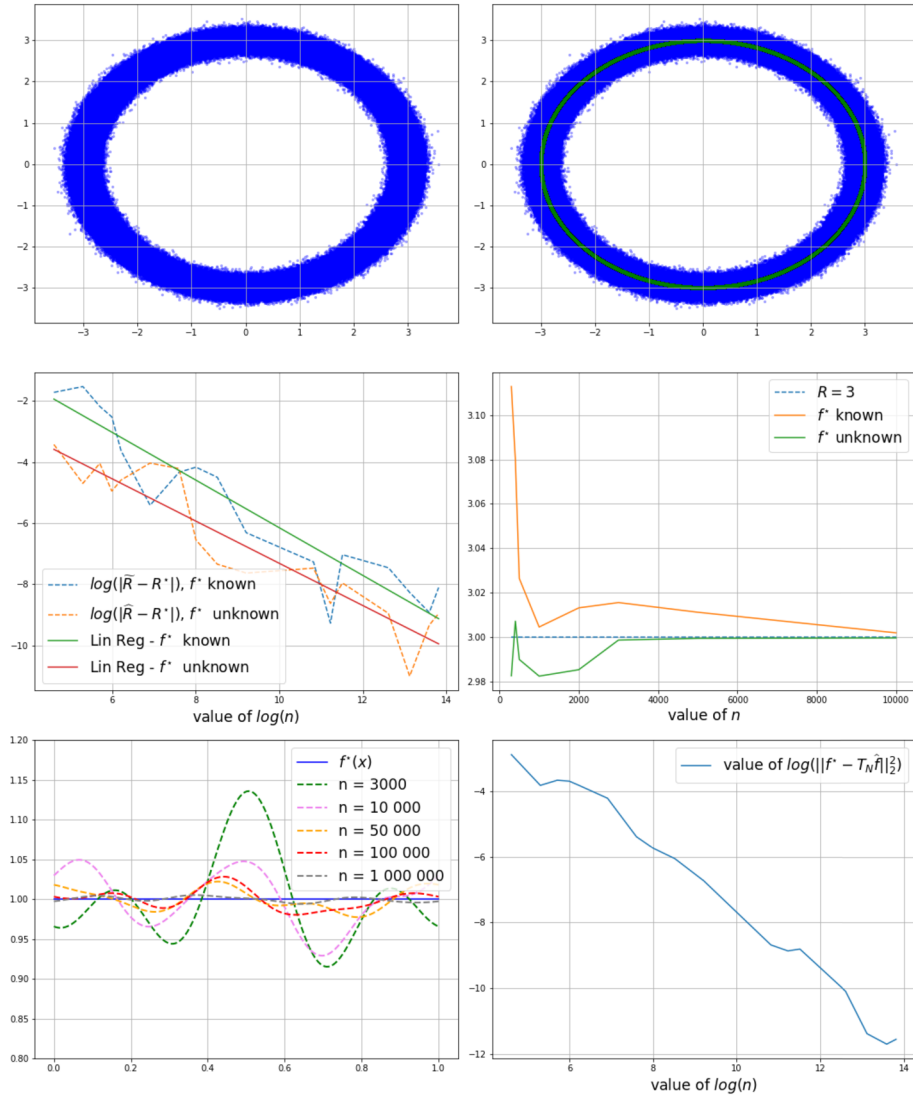 3
2
1
0
−1
−2
−3
−3 −2 −1 0 1 2 3
3
2
1
0
−1
−2
−3
−3 −2 −1 0 1 2 3
−2
−4
−6
−8
−10
log(|R̃ − R*|), f* known
log(|R̂ − R*|), f* unknown
Lin Reg - f* known
Lin Reg - f* unknown
6 8 10 12 14
value of log(n)
3.10
3.08
3.06
3.04
3.02
3.00
2.98
R = 3
f* known
f* unknown
0 2000 4000 6000 8000 10000
value of n
1.20
1.15
1.10
1.05
1.00
0.95
0.90
0.85
0.80
f*(x)
n = 3000
n = 10 000
n = 50 000
n = 100 000
n = 1 000 000
0.0 0.2 0.4 0.6 0.8 1.0
value of log(||f* − T_N f̂||₂²)
−4
−6
−8
−10
−12
6 8 10 12 14
value of log(n)